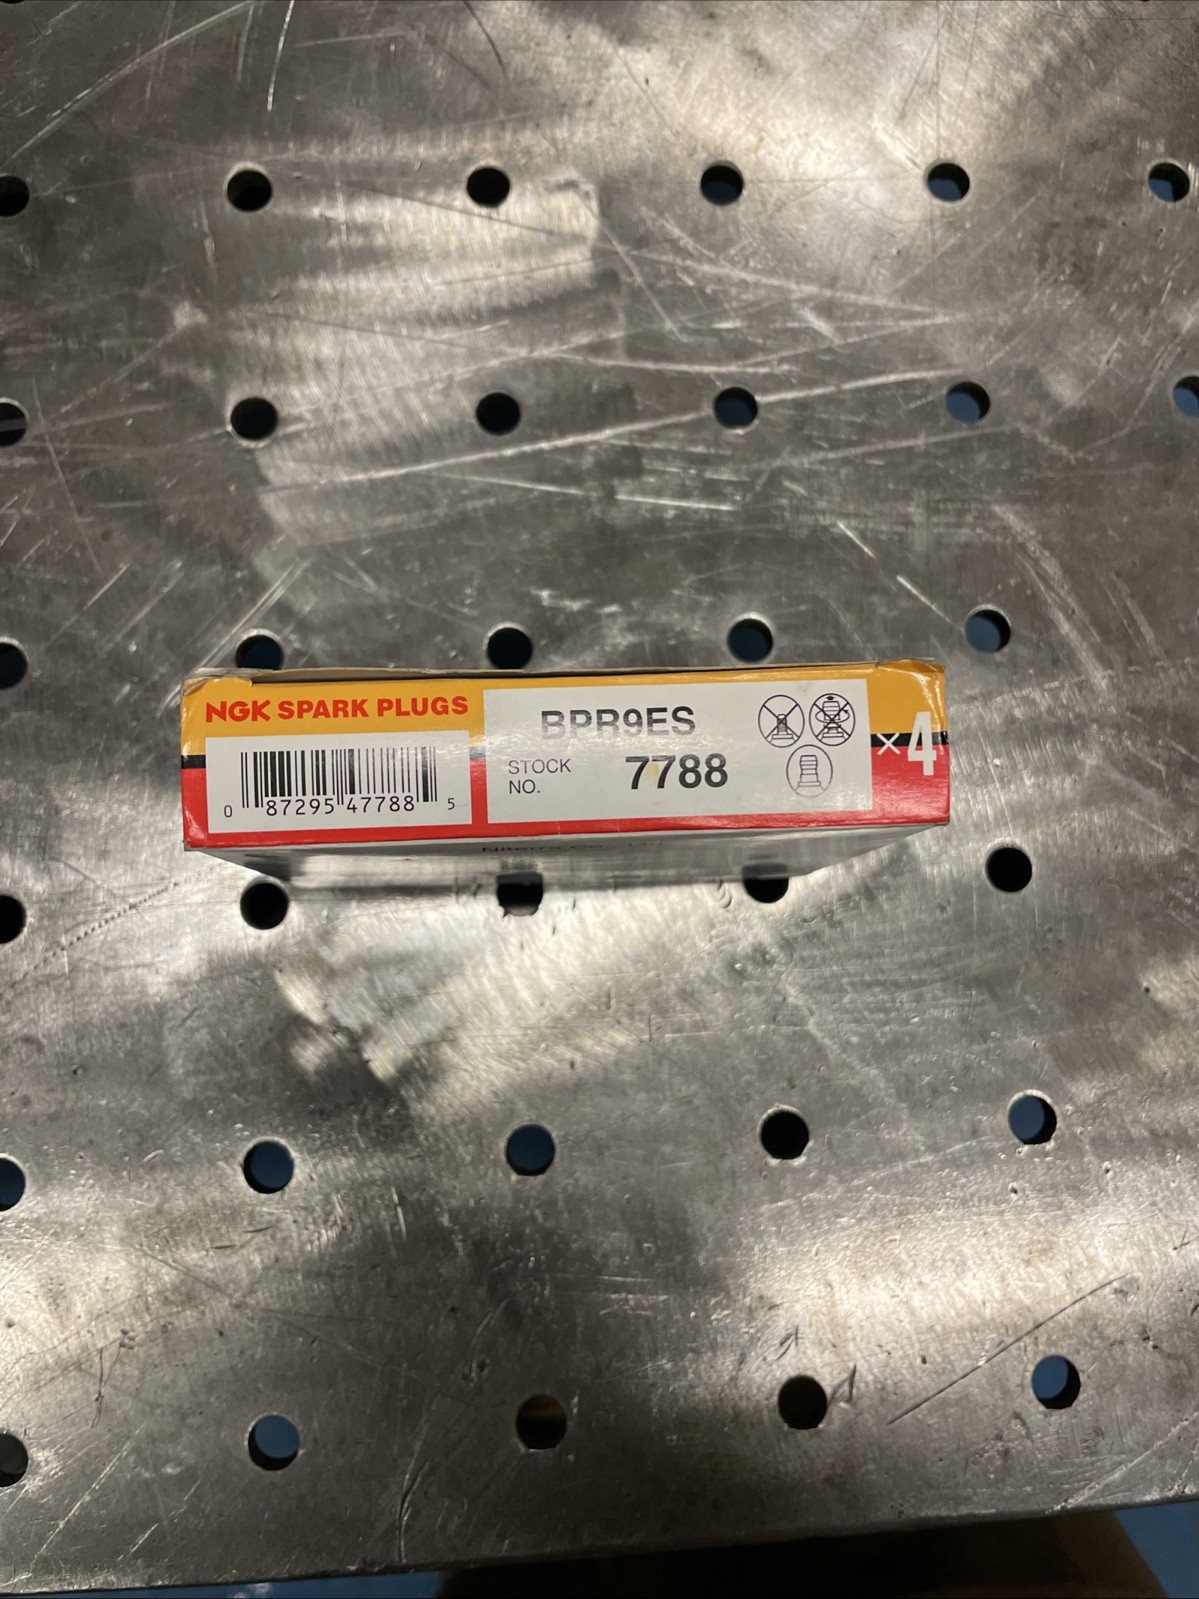 NGK SPARK PLUGS
0 87295 47788 5
BPR9ES
STOCK
NO.
7788
×4